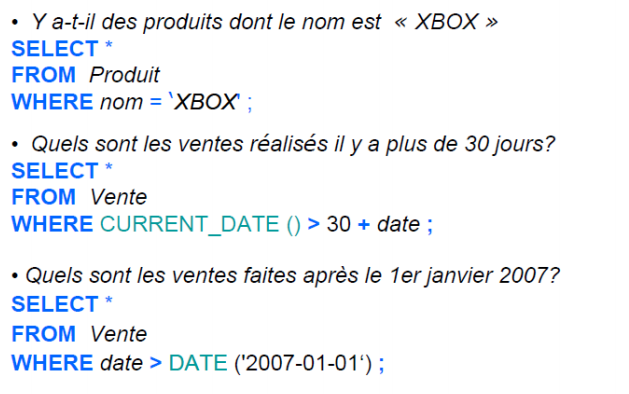 • Y a-t-il des produits dont le nom est « XBOX »
SELECT *
FROM Produit
WHERE nom = ‘XBOX' ;
• Quels sont les ventes réalisés il y a plus de 30 jours?
SELECT *
FROM Vente
WHERE CURRENT_DATE () > 30 + date ;
• Quels sont les ventes faites après le 1er janvier 2007?
SELECT *
FROM Vente
WHERE date > DATE ('2007-01-01‘) ;